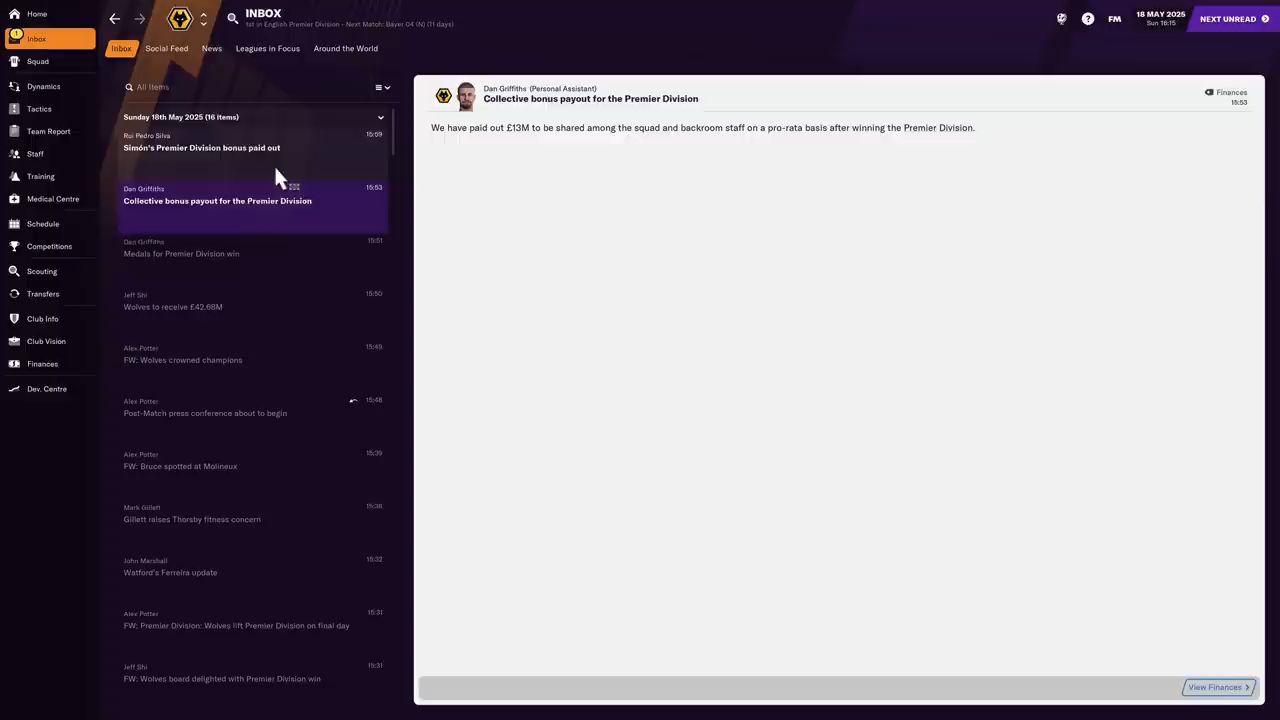 Home
1
Inbox
Squad
Dynamics
Tactics
Team Report
Staff
Training
Medical Centre
Schedule
Competitions
Scouting
Transfers
Club Info
Club Vision
Finances
Dev. Centre
INBOX
1st in English Premier Division - Next Match: Bayer 04 (N) (11 days)
FM
18 MAY 2025
Sun 16:15
NEXT UNREAD
Inbox
Social Feed
News
Leagues in Focus
Around the World
All Items
Sunday 18th May 2025 (16 items)
Rui Pedro Silva
15:59
Simón's Premier Division bonus paid out
Dan Griffiths
15:53
Collective bonus payout for the Premier Division
Dan Griffiths
15:51
Medals for Premier Division win
Jeff Shi
15:50
Wolves to receive £42.68M
Alex Potter
15:49
FW: Wolves crowned champions
Alex Potter
15:48
Post-Match press conference about to begin
Alex Potter
15:39
FW: Bruce spotted at Molineux
Mark Gillett
15:36
Gillett raises Thorsby fitness concern
John Marshall
15:32
Watford's Ferreira update
Alex Potter
15:31
FW: Premier Division: Wolves lift Premier Division on final day
Jeff Shi
15:31
FW: Wolves board delighted with Premier Division win
Dan Griffiths (Personal Assistant)
Collective bonus payout for the Premier Division
Finances
15:53
We have paid out £13M to be shared among the squad and backroom staff on a pro-rata basis after winning the Premier Division.
View Finances